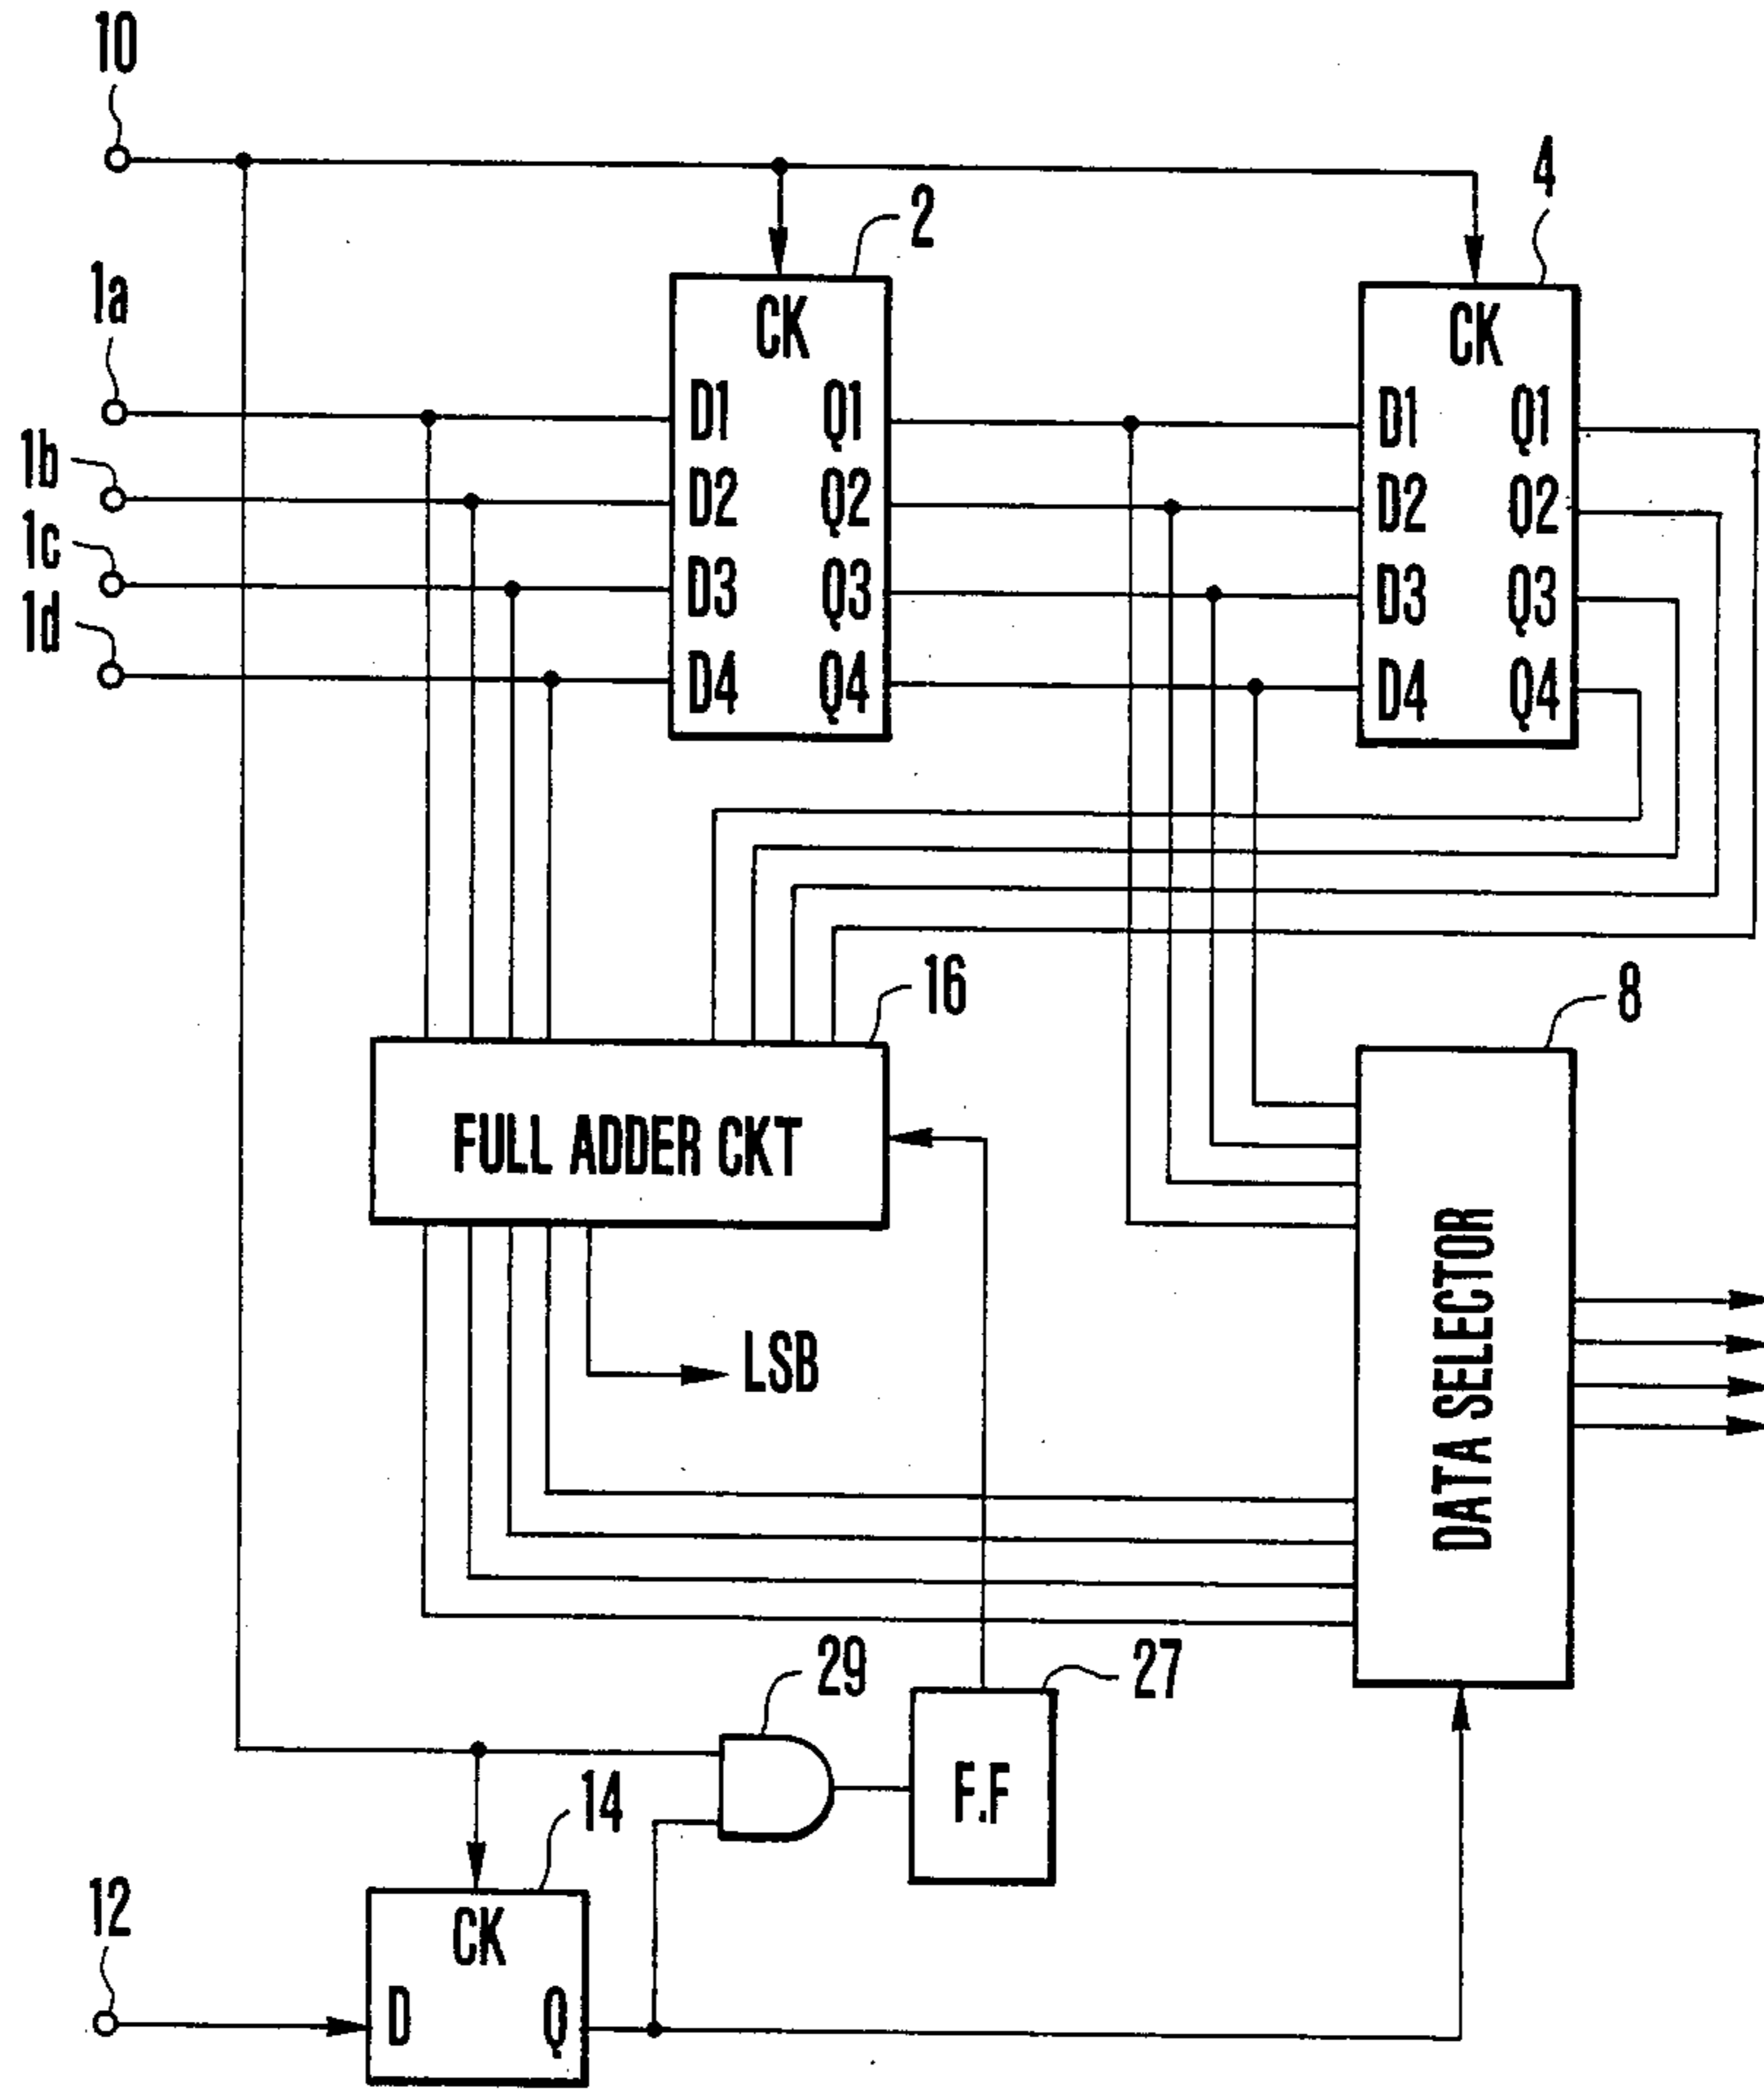 10
4
2
1a
CK
CK
D1 Q1
D1 Q1
1b
D2 Q2
D2 Q2
1c
D3 Q3
D3 Q3
1d
D4 Q4
D4 Q4
16
8
FULL ADDER CKT
DATA SELECTOR
LSB
29
27
F.F
14
12
CK
D Q